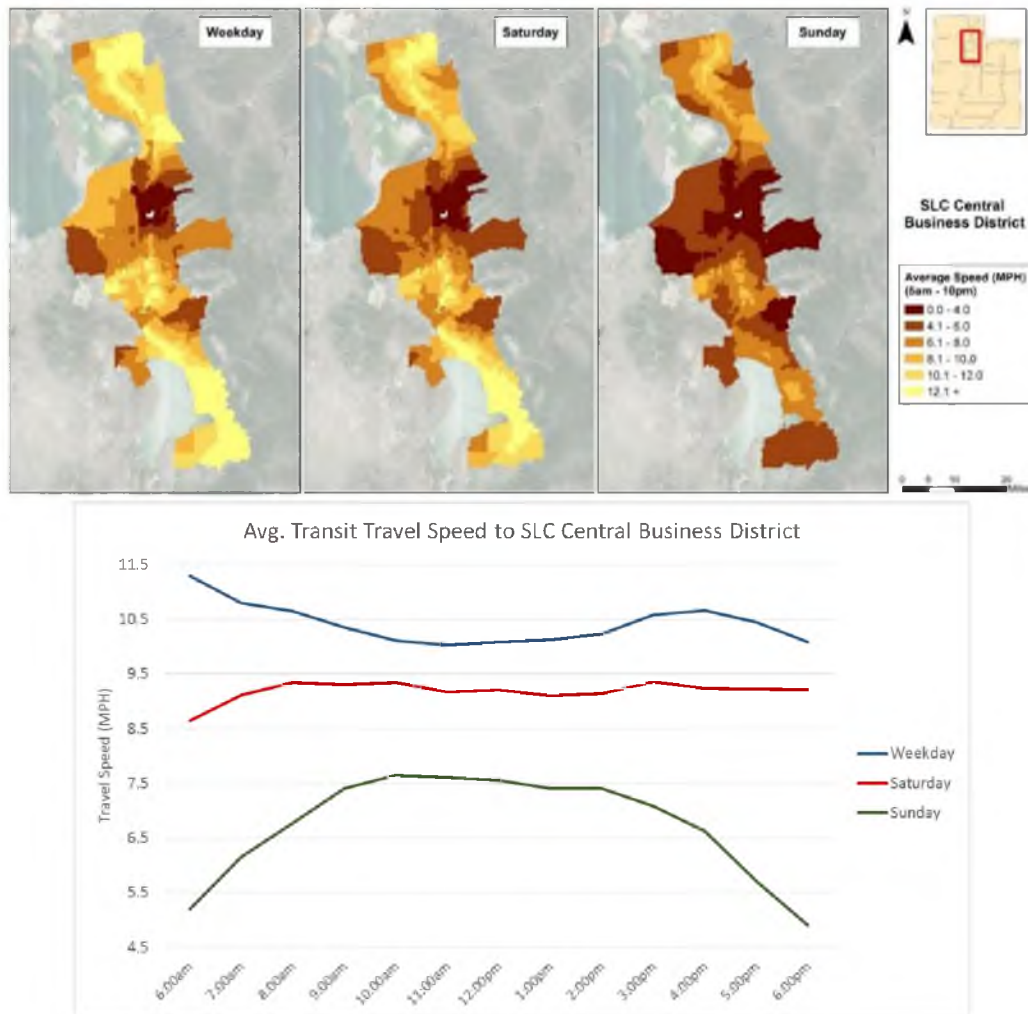 Weekday
Saturday
Sunday
N
SLC Central
Business District
Average Speed (MPH)
(5am - 10pm)
0.0 - 4.0
4.1 - 6.0
6.1 - 8.0
8.1 - 10.0
10.1 - 12.0
12.1 +
0 5 10 20
Miles
Avg. Transit Travel Speed to SLC Central Business District
Travel Speed (MPH)
11.5
10.5
9.5
8.5
7.5
6.5
5.5
4.5
Weekday
Saturday
Sunday
6:00am
7:00am
8:00am
9:00am
10:00am
11:00am
12:00pm
1:00pm
2:00pm
3:00pm
4:00pm
5:00pm
6:00pm